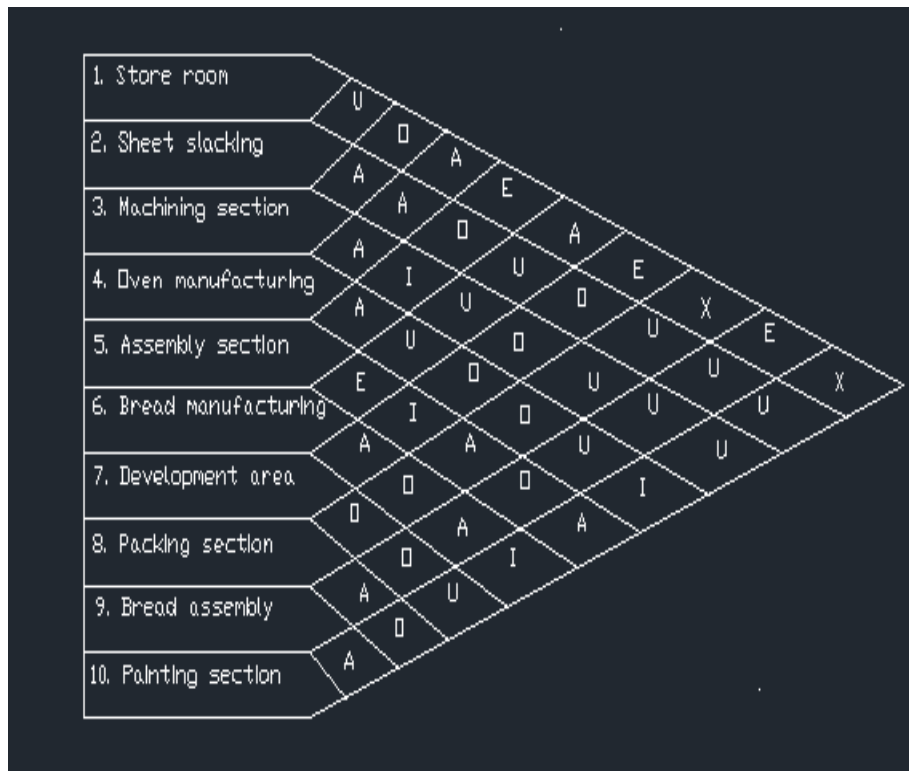 1. Store room
U O A E A E X E X
2. Sheet slacking
A A O U O U U U
3. Machining section
A I U O U U U
4. Oven manufacturing
A U O O U I
5. Assembly section
E I A O A
6. Bread manufacturing
A O A I
7. Development area
O O U
8. Packing section
A O
9. Bread assembly
A
10. Painting section